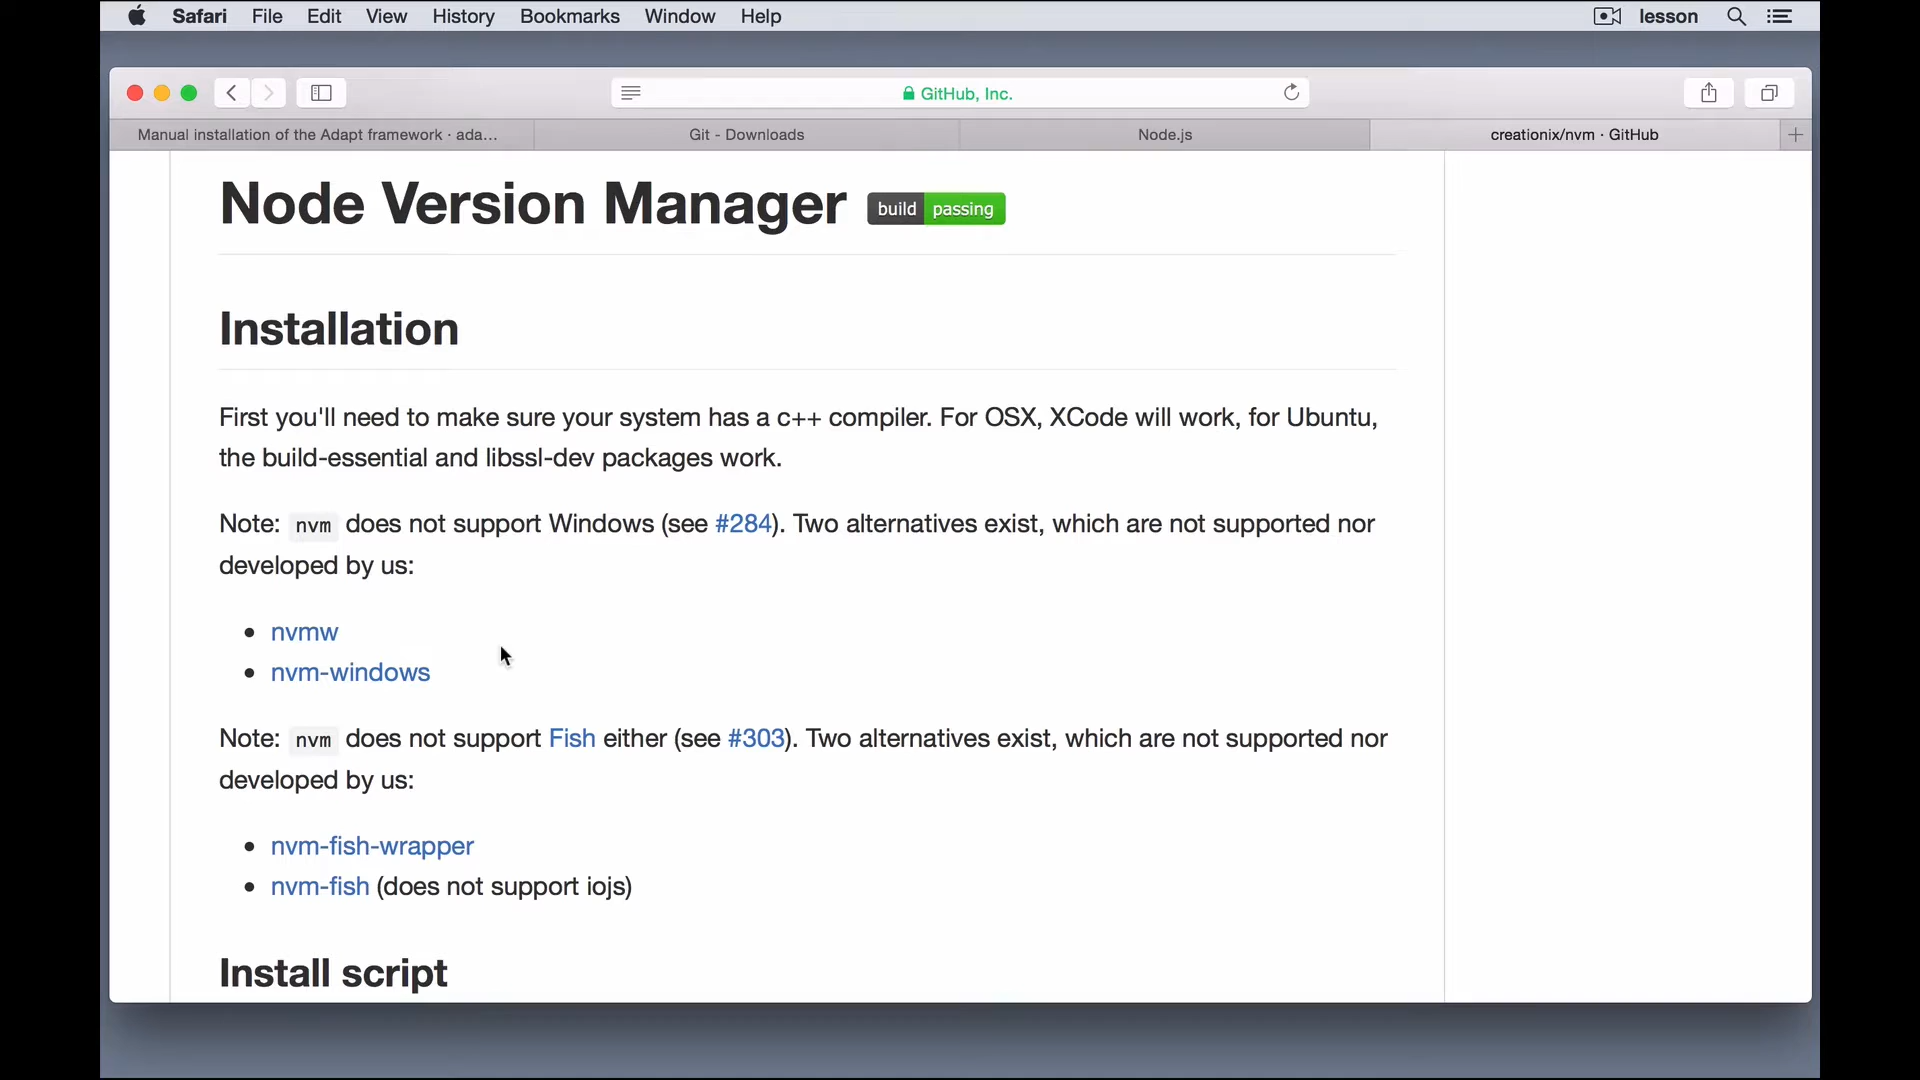 Safari File Edit View History Bookmarks Window Help lesson
GitHub, Inc.
Manual installation of the Adapt framework · ada... Git - Downloads Node.js creationix/nvm · GitHub
Node Version Manager build passing
Installation
First you'll need to make sure your system has a c++ compiler. For OSX, XCode will work, for Ubuntu,
the build-essential and libssl-dev packages work.
Note: nvm does not support Windows (see #284). Two alternatives exist, which are not supported nor
developed by us:
• nvmw
• nvm-windows
Note: nvm does not support Fish either (see #303). Two alternatives exist, which are not supported nor
developed by us:
• nvm-fish-wrapper
• nvm-fish (does not support iojs)
Install script